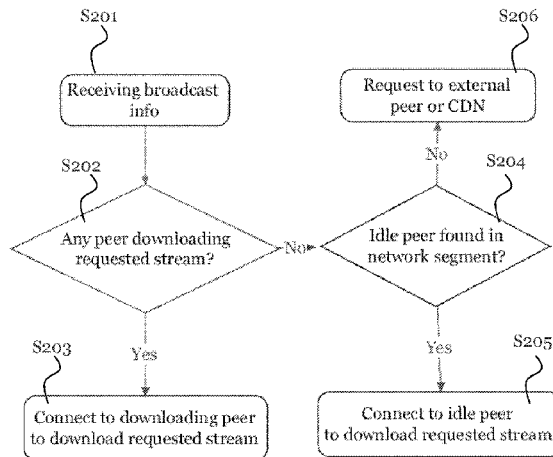 S201
Receiving broadcast
info
S202
Any peer downloading
requested stream?
No
Yes
S203
Connect to downloading peer
to download requested stream
S206
Request to external
peer or CDN
No
S204
Idle peer found in
network segment?
Yes
S205
Connect to idle peer
to download requested stream